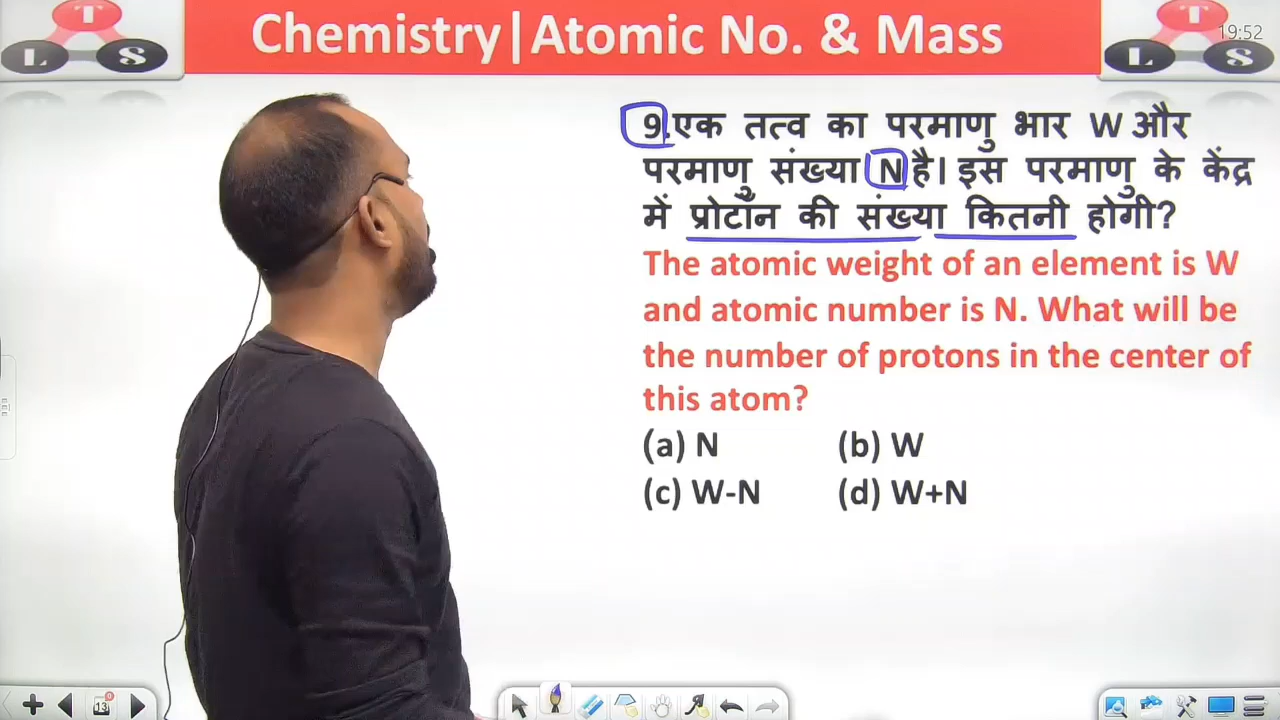 Chemistry|Atomic No. & Mass
L T S
L T S
19:52
9.एक तत्व का परमाणु भार W और
परमाणु संख्या N है। इस परमाणु के केंद्र
में प्रोटॉन की संख्या कितनी होगी?
The atomic weight of an element is W
and atomic number is N. What will be
the number of protons in the center of
this atom?
(a) N (b) W
(c) W-N (d) W+N
13